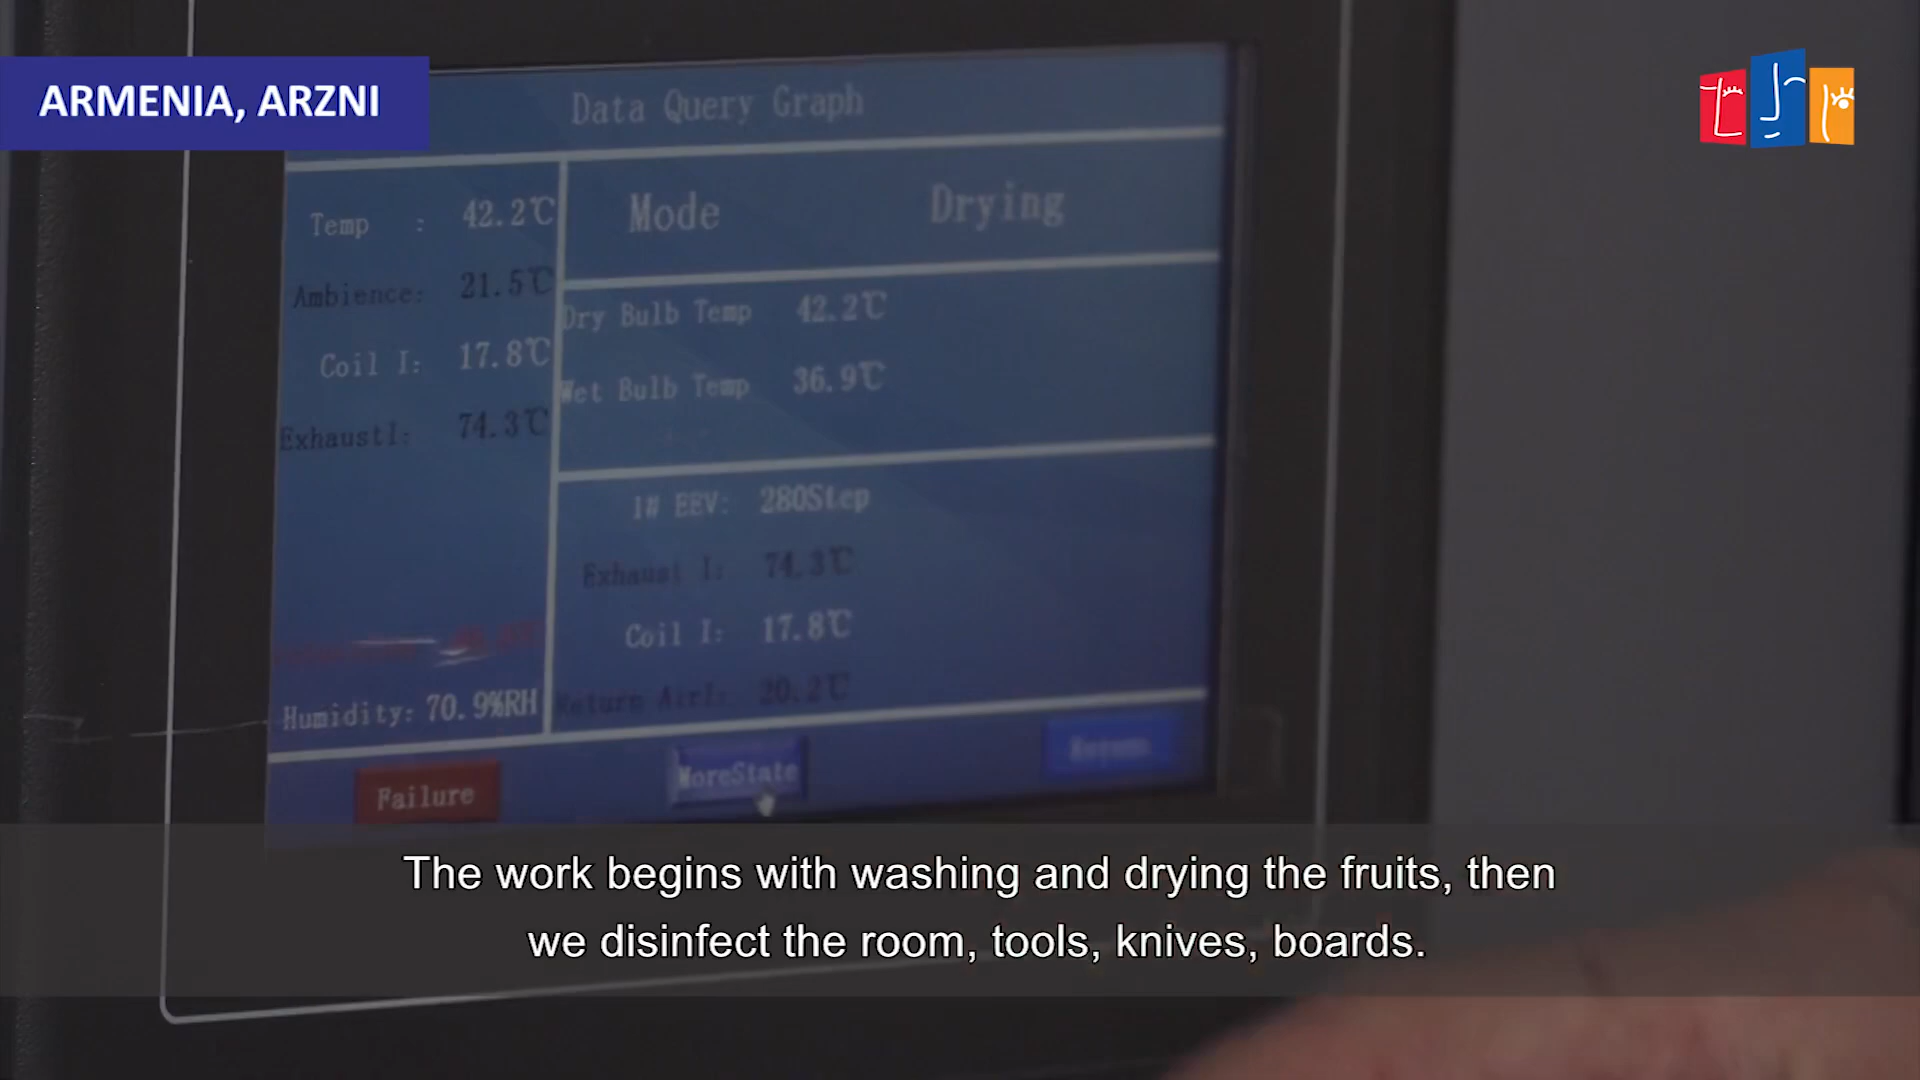 ARMENIA, ARZNI
Data Query Graph
Temp : 42.2℃
Ambience: 21.5℃
Coil I: 17.8℃
ExhaustI: 74.3℃
Humidity: 70.9%RH
Mode Drying
Dry Bulb Temp 42.2℃
Wet Bulb Temp 36.9℃
1# EEV: 280Step
Exhaust I: 74.3℃
Coil I: 17.8℃
Return AirI: 20.2℃
Failure
MoreState
The work begins with washing and drying the fruits, then
we disinfect the room, tools, knives, boards.